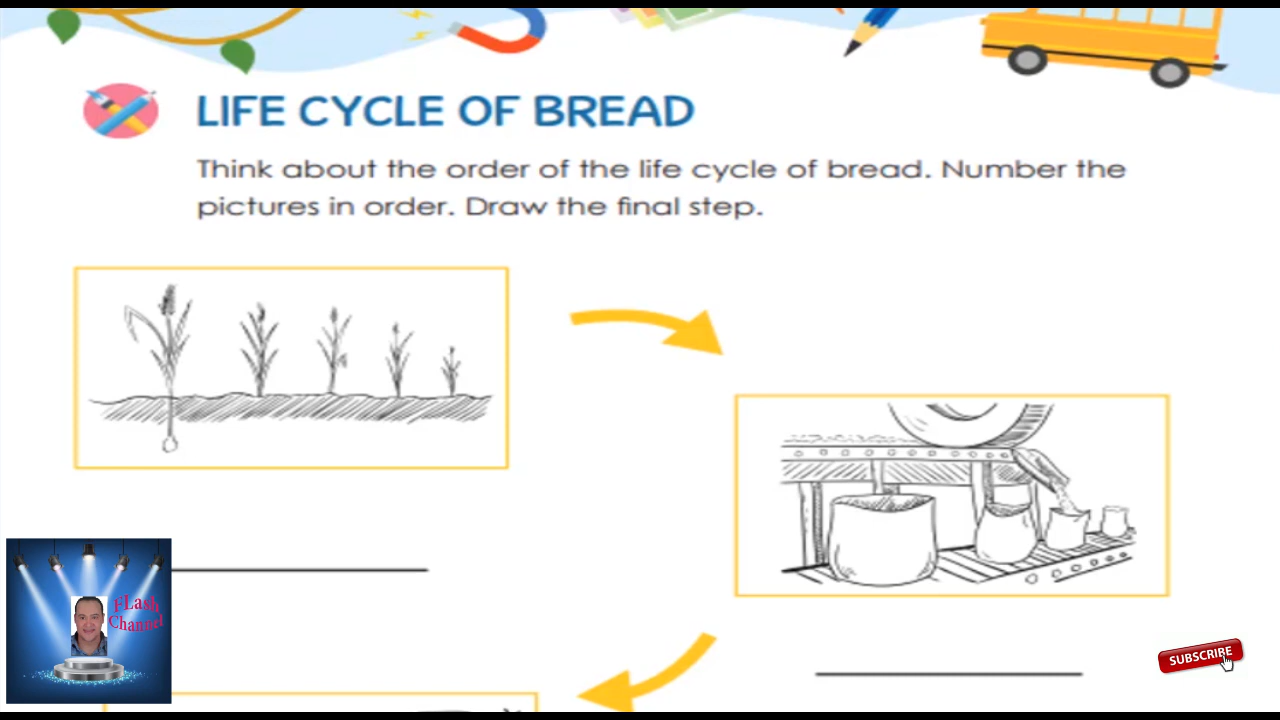 LIFE CYCLE OF BREAD
Think about the order of the life cycle of bread. Number the
pictures in order. Draw the final step.
FLash
Channel
SUBSCRIBE